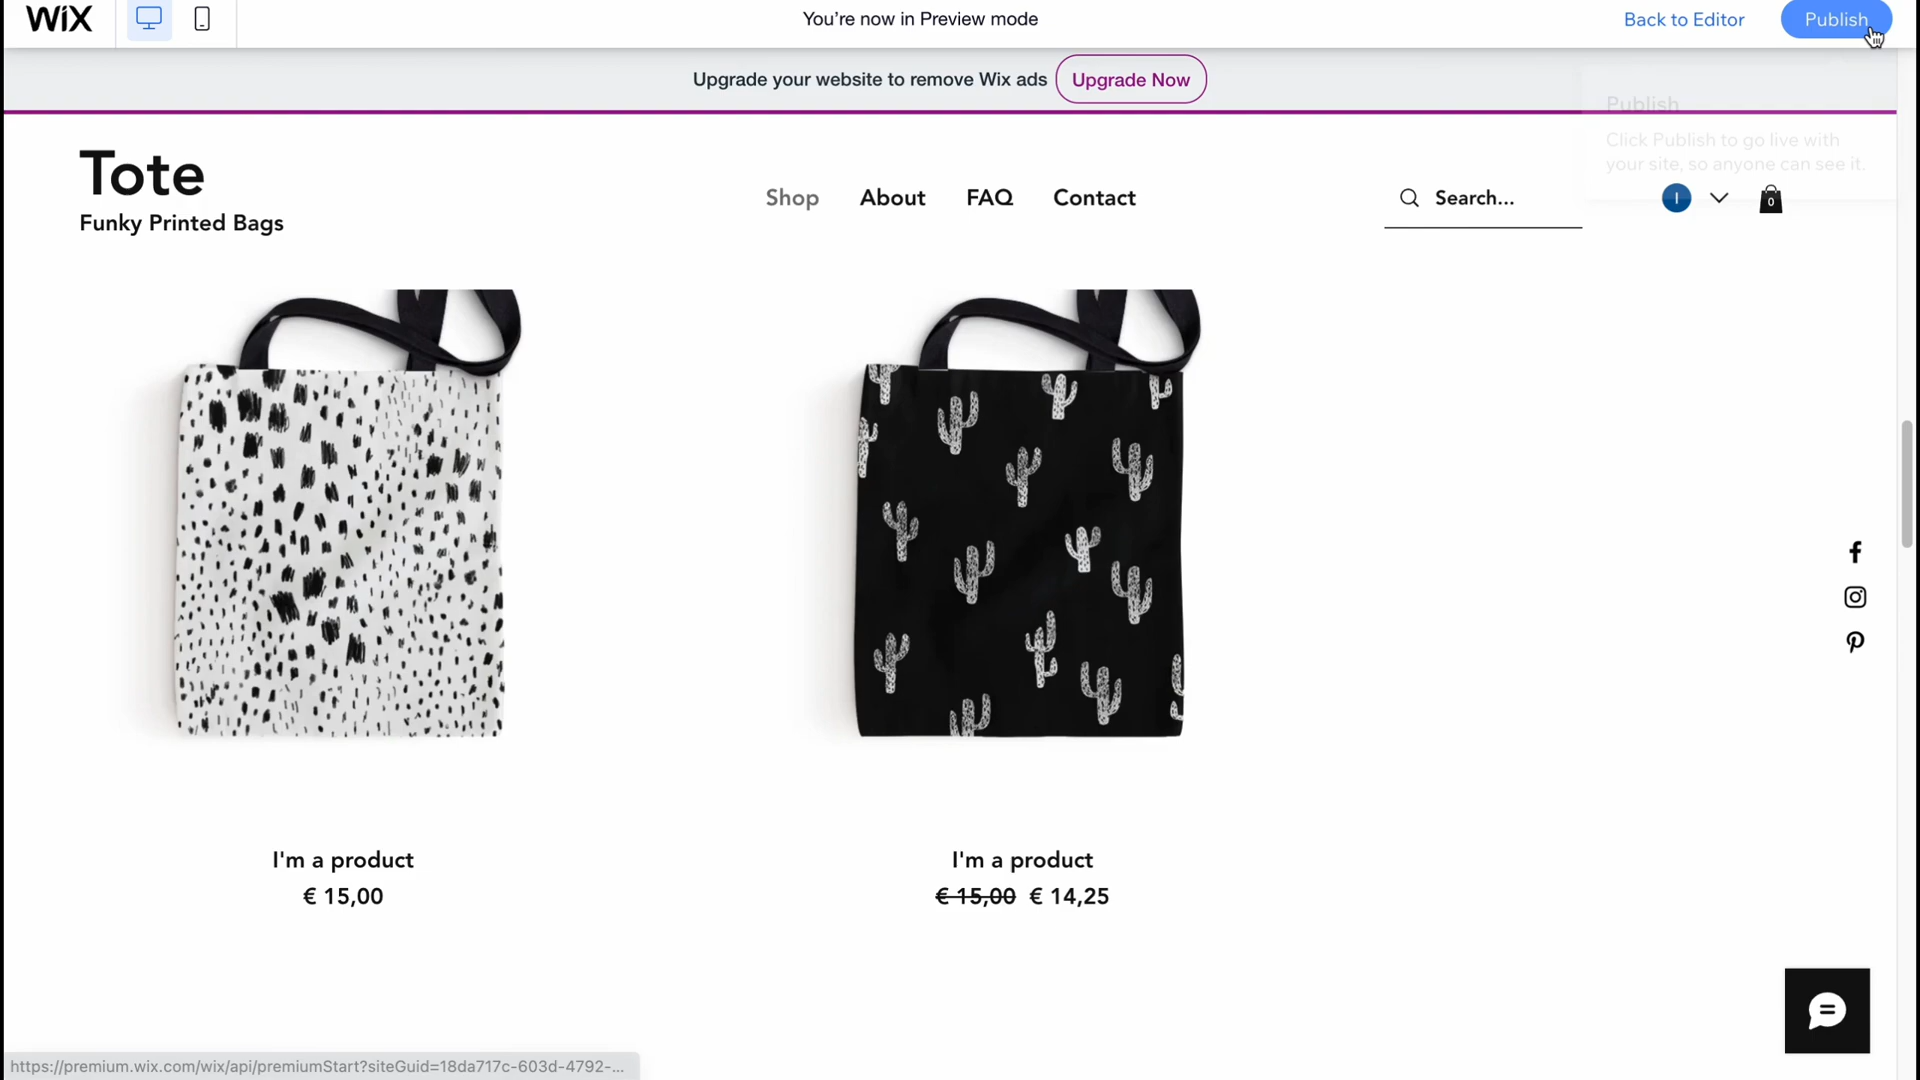 WiX
You're now in Preview mode
Back to Editor
Publish
Upgrade your website to remove Wix ads
Upgrade Now
Publish
Click Publish to go live with
your site, so anyone can see it.
Tote
Funky Printed Bags
Shop
About
FAQ
Contact
Search...
I
0
I'm a product
€ 15,00
I'm a product
€ 15,00 € 14,25
https://premium.wix.com/wix/api/premiumStart?siteGuid=18da717c-603d-4792-...